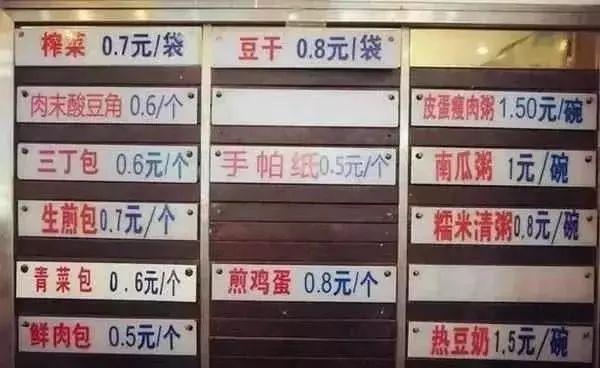 榨菜 0.7元/袋
肉末酸豆角 0.6/个
三丁包 0.6元/个
生煎包 0.7元/个
青菜包 0.6元/个
鲜肉包 0.5元/个
豆干 0.8元/袋
手帕纸 0.5元/个
煎鸡蛋 0.8元/个
皮蛋瘦肉粥 1.50元/碗
南瓜粥 1元/碗
糯米清粥 0.8元/碗
热豆奶 1.5元/碗